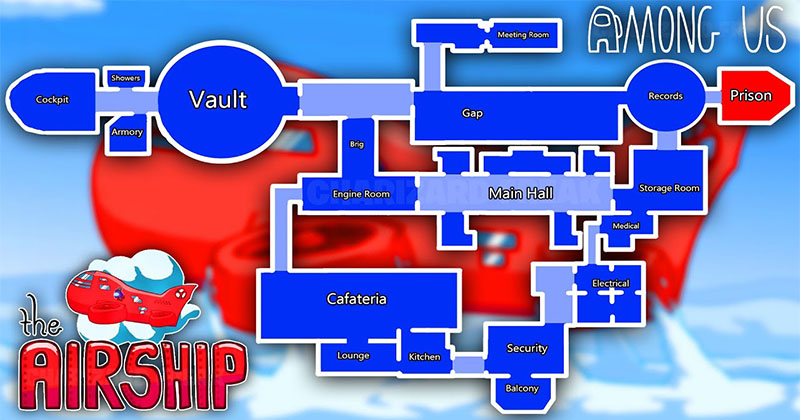 AMONG US
Meeting Room
Showers
Cockpit
Vault
Gap
Records
Prison
Armory
Brig
Engine Room
Main Hall
Storage Room
Medical
Electrical
Cafateria
the
AIRSHIP
Lounge
Kitchen
Security
Balcony